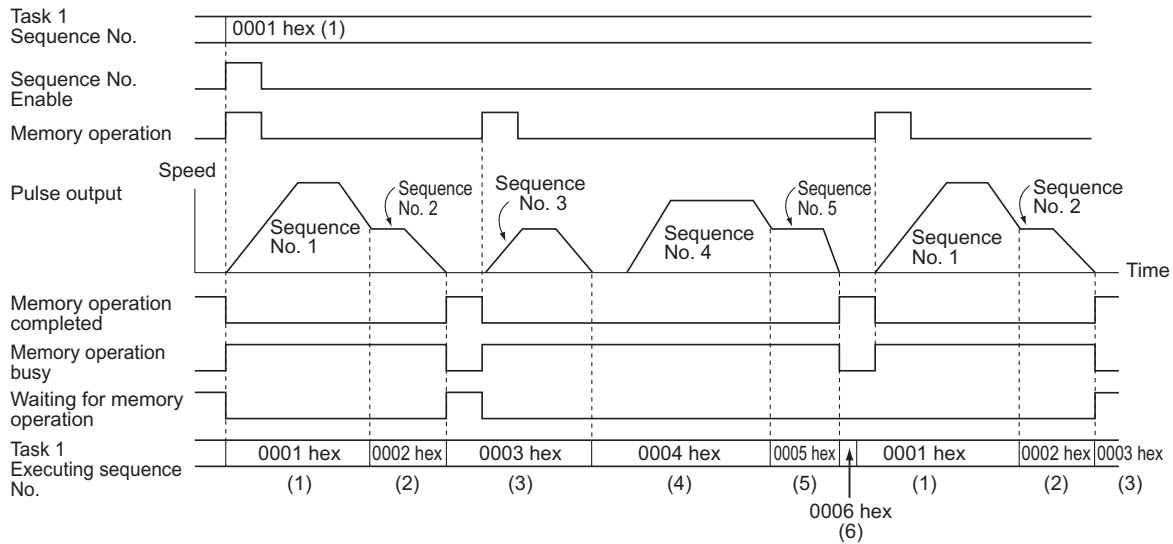 Task 1
Sequence No.
0001 hex (1)
Sequence No.
Enable
Memory operation
Speed
Pulse output
Sequence
No. 1
Sequence
No. 2
Sequence
No. 3
Sequence
No. 4
Sequence
No. 5
Sequence
No. 1
Sequence
No. 2
Time
Memory operation
completed
Memory operation
busy
Waiting for memory
operation
Task 1
Executing sequence
No.
0001 hex 0002 hex 0003 hex 0004 hex 0005 hex 0001 hex 0002 hex 0003 hex
(1) (2) (3) (4) (5) (1) (2) (3)
0006 hex
(6)